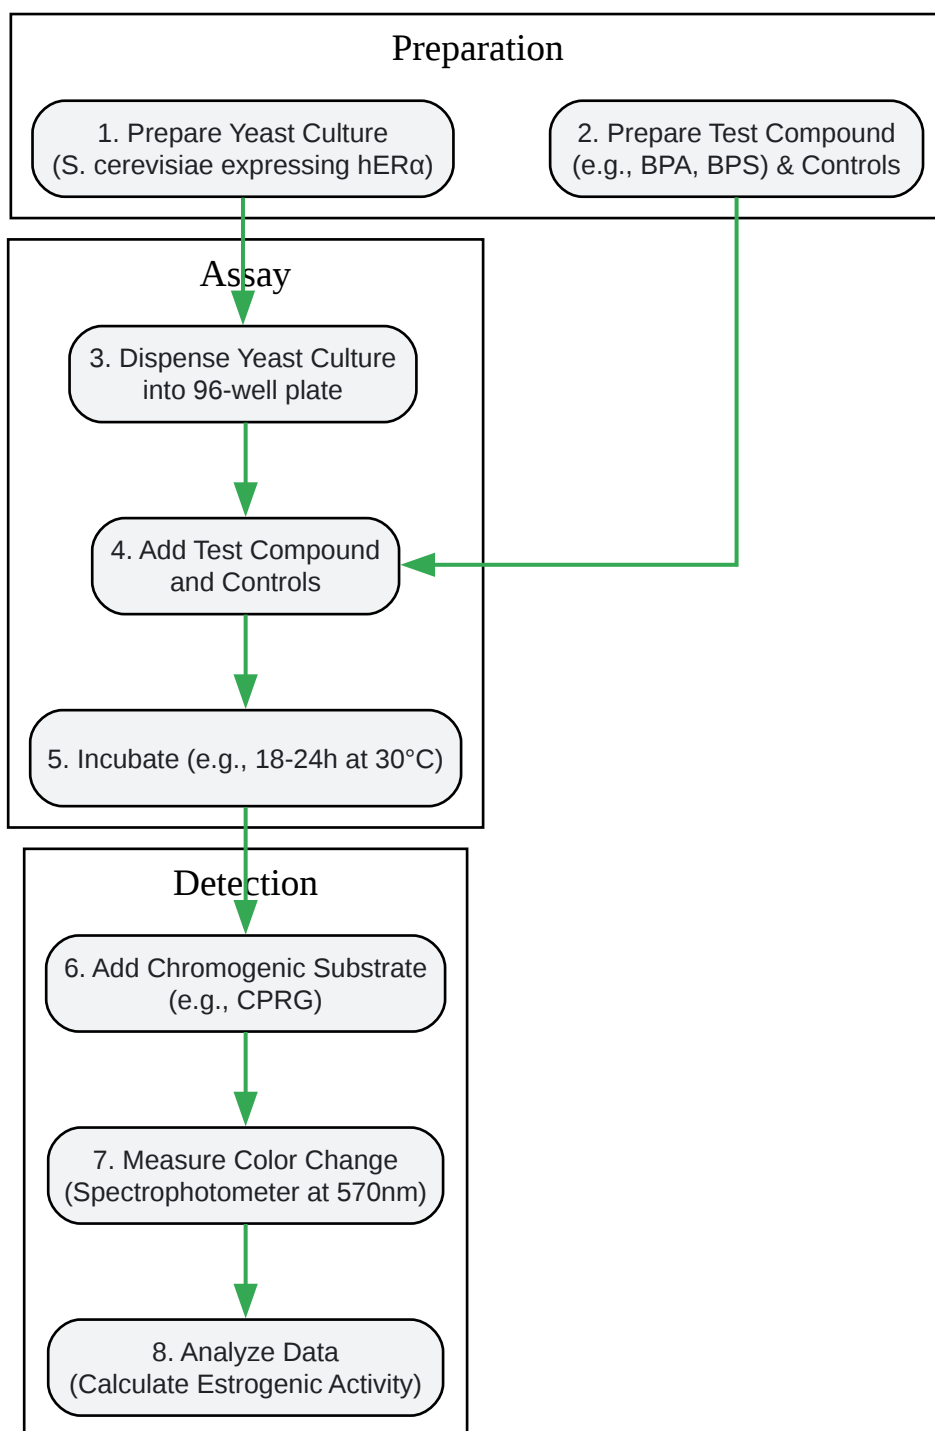 Preparation
1. Prepare Yeast Culture
(S. cerevisiae expressing hERα)
2. Prepare Test Compound
(e.g., BPA, BPS) & Controls
Assay
3. Dispense Yeast Culture
into 96-well plate
4. Add Test Compound
and Controls
5. Incubate (e.g., 18-24h at 30°C)
Detection
6. Add Chromogenic Substrate
(e.g., CPRG)
7. Measure Color Change
(Spectrophotometer at 570nm)
8. Analyze Data
(Calculate Estrogenic Activity)